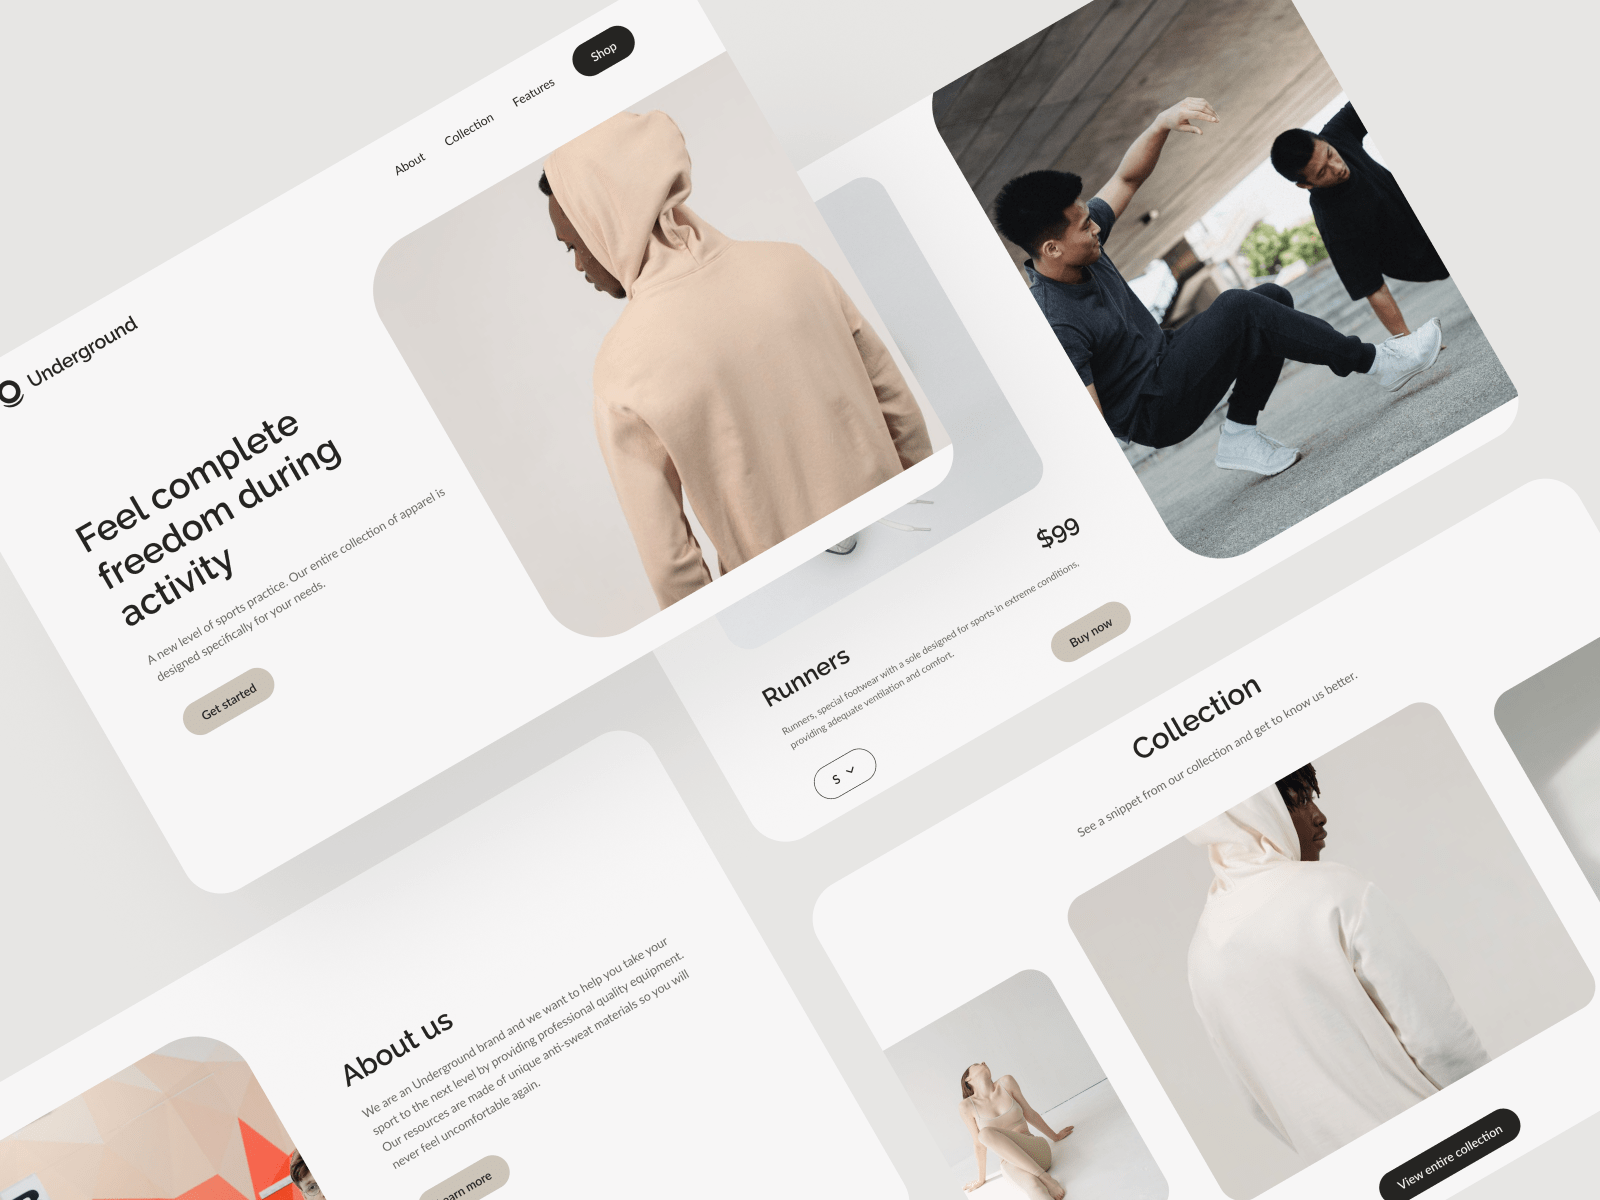 About
Collection
Features
Shop
Underground
Feel complete
freedom during
activity
A new level of sports practice. Our entire collection of apparel is
designed specifically for your needs.
Get started
$99
Runners
Runners, special footwear with a sole designed for sports in extreme conditions,
providing adequate ventilation and comfort.
S
Buy now
Collection
See a snippet from our collection and get to know us better.
View entire collection
About us
We are an Underground brand and we want to help you take your
sport to the next level by providing professional quality equipment.
Our resources are made of unique anti-sweat materials so you will
never feel uncomfortable again.
more